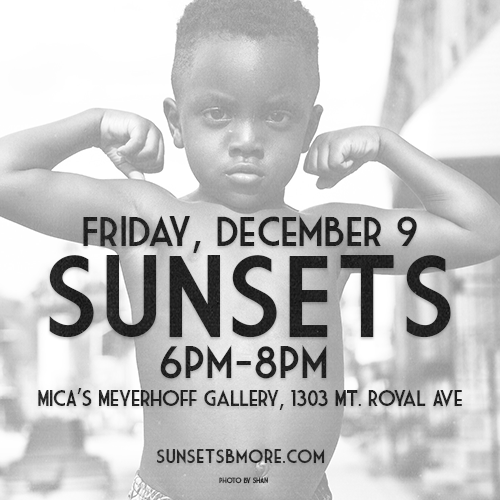 FRIDAY, DECEMBER 9
SUNSETS
6PM-8PM
MICA'S MEYERHOFF GALLERY, 1303 MT. ROYAL AVE
SUNSETSBMORE.COM
PHOTO BY SHAN